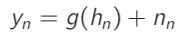 yₙ = g(hₙ) + nₙ